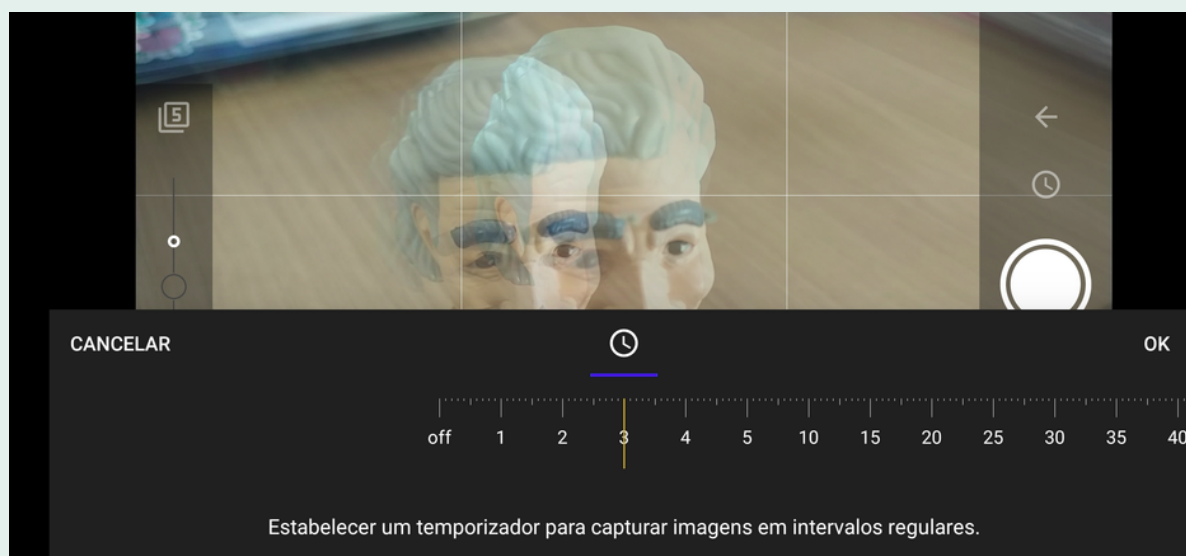 5
CANCELAR
OK
off 1 2 3 4 5 10 15 20 25 30 35 40
Estabelecer um temporizador para capturar imagens em intervalos regulares.